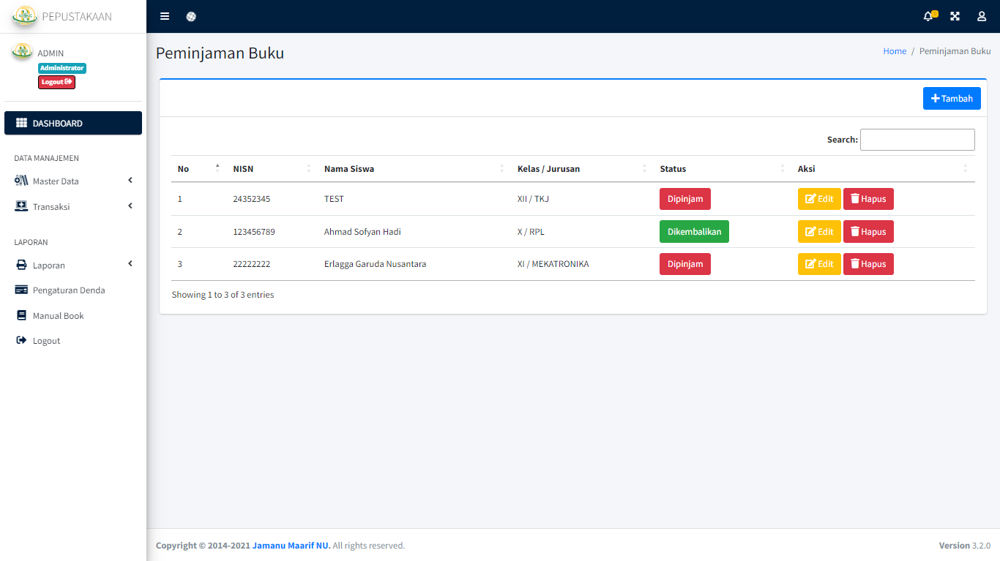 PEPUSTAKAAN
0
ADMIN
Administrator
Logout
DASHBOARD
DATA MANAJEMEN
Master Data
Transaksi
LAPORAN
Laporan
Pengaturan Denda
Manual Book
Logout
Peminjaman Buku
Home / Peminjaman Buku
Tambah
Search:
No NISN Nama Siswa Kelas / Jurusan Status Aksi
1 24352345 TEST XII / TKJ Dipinjam Edit Hapus
2 123456789 Ahmad Sofyan Hadi X / RPL Dikembalikan Edit Hapus
3 22222222 Erlagga Garuda Nusantara XI / MEKATRONIKA Dipinjam Edit Hapus
Showing 1 to 3 of 3 entries
Copyright © 2014-2021 Jamanu Maarif NU. All rights reserved. Version 3.2.0